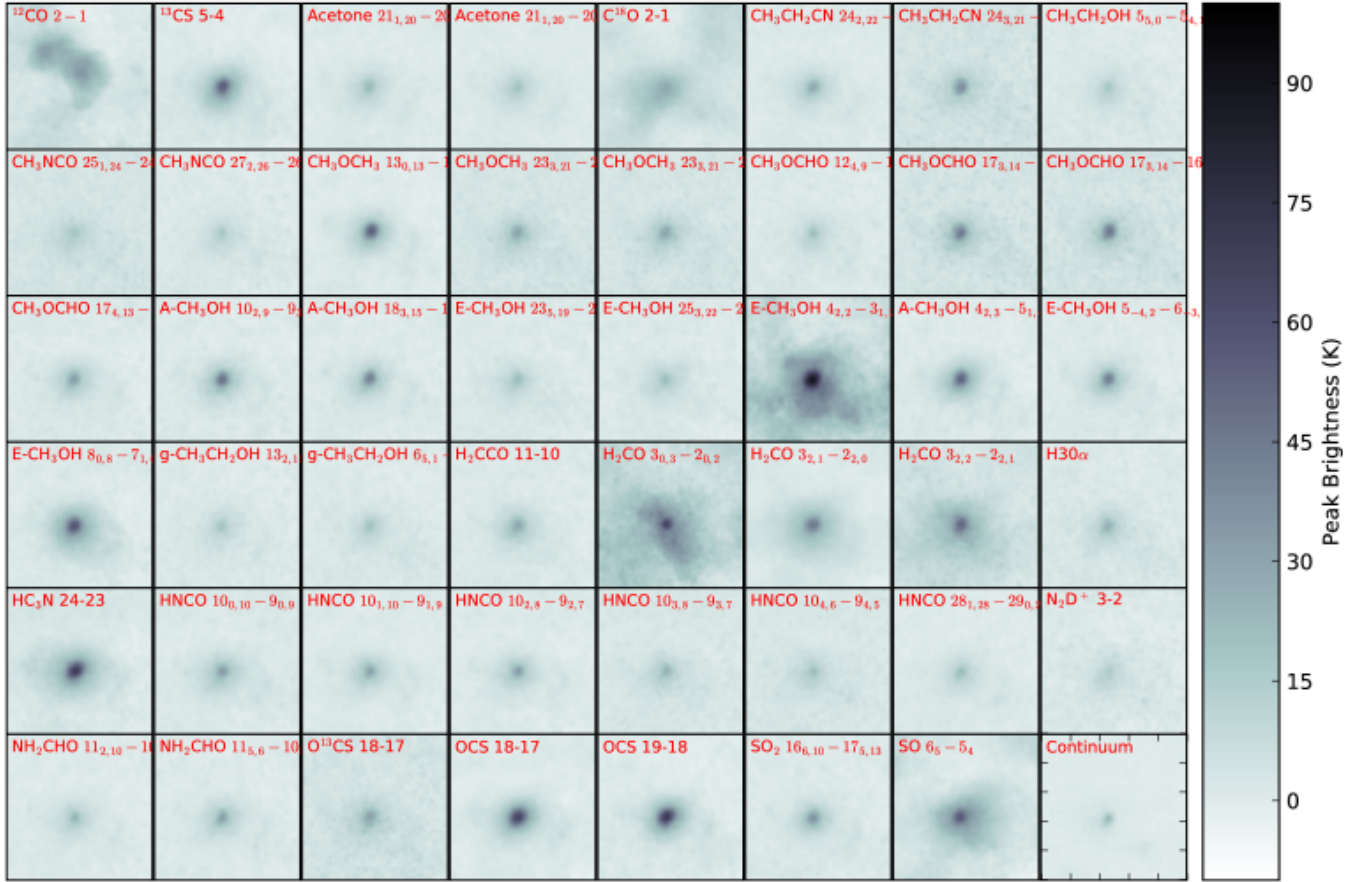 ¹²CO 2 − 1
¹³CS 5-4
Acetone 21₁,₂₀ − 20
Acetone 21₁,₂₀ − 20
C¹⁸O 2-1
CH₃CH₂CN 24₂,₂₂ −
CH₃CH₂CN 24₃,₂₁ −
CH₃CH₂OH 5₅,₀ − 5₄,
CH₃NCO 25₁,₂₄ − 24
CH₃NCO 27₂,₂₆ − 26
CH₃OCH₃ 13₀,₁₃ − 1
CH₃OCH₃ 23₃,₂₁ − 2
CH₃OCH₃ 23₃,₂₁ − 2
CH₃OCHO 12₄,₉ − 1
CH₃OCHO 17₃,₁₄ −
CH₃OCHO 17₃,₁₄ − 16
CH₃OCHO 17₄,₁₃ −
A-CH₃OH 10₂,₉ − 9
A-CH₃OH 18₃,₁₅ − 1
E-CH₃OH 23₅,₁₉ − 2
E-CH₃OH 25₃,₂₂ − 2
E-CH₃OH 4₂,₂ − 3₁,
A-CH₃OH 4₂,₃ − 5₁,
E-CH₃OH 5₋₄,₂ − 6₋₃,
E-CH₃OH 8₀,₈ − 7₁,
g-CH₃CH₂OH 13₂,₁
g-CH₃CH₂OH 6₅,₁ −
H₂CCO 11-10
H₂CO 3₀,₃ − 2₀,₂
H₂CO 3₂,₁ − 2₂,₀
H₂CO 3₂,₂ − 2₂,₁
H30α
HC₃N 24-23
HNCO 10₀,₁₀ − 9₀,₉
HNCO 10₁,₁₀ − 9₁,₉
HNCO 10₂,₈ − 9₂,₇
HNCO 10₃,₈ − 9₃,₇
HNCO 10₄,₆ − 9₄,₅
HNCO 28₁,₂₈ − 29₀,
N₂D⁺ 3-2
NH₂CHO 11₂,₁₀ − 1
NH₂CHO 11₅,₆ − 10
O¹³CS 18-17
OCS 18-17
OCS 19-18
SO₂ 16₆,₁₀ − 17₅,₁₃
SO 6₅ − 5₄
Continuum
90
75
60
45
30
15
0
Peak Brightness (K)